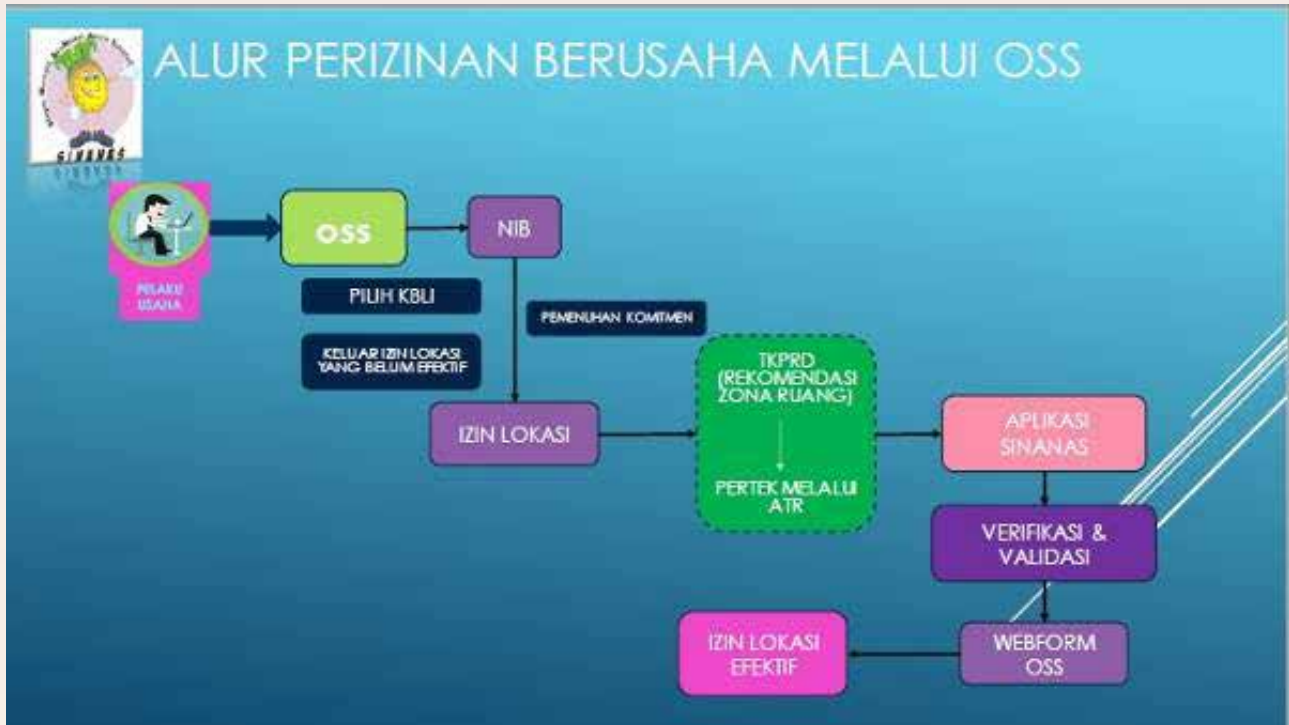 ALUR PERIZINAN BERUSAHA MELALUI OSS
SINANAS
PELAKU
USAHA
OSS
NIB
PILIH KBLI
KELUAR IZIN LOKASI
YANG BELUM EFEKTIF
PEMENUHAN KOMITMEN
IZIN LOKASI
TKPRD
(REKOMENDASI
ZONA RUANG)
PERTEK MELALUI
ATR
APLIKASI
SINANAS
VERIFIKASI &
VALIDASI
WEBFORM
OSS
IZIN LOKASI
EFEKTIF